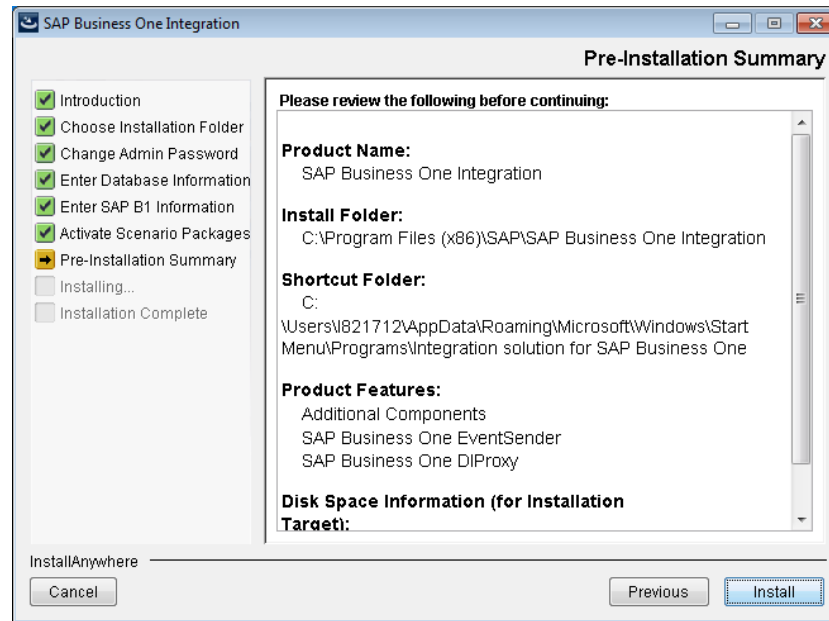 SAP Business One Integration
Pre-Installation Summary
Introduction
Choose Installation Folder
Change Admin Password
Enter Database Information
Enter SAP B1 Information
Activate Scenario Packages
Pre-Installation Summary
Installing...
Installation Complete
Please review the following before continuing:
Product Name:
SAP Business One Integration
Install Folder:
C:\Program Files (x86)\SAP\SAP Business One Integration
Shortcut Folder:
C:
\Users\I821712\AppData\Roaming\Microsoft\Windows\Start
Menu\Programs\Integration solution for SAP Business One
Product Features:
Additional Components
SAP Business One EventSender
SAP Business One DIProxy
Disk Space Information (for Installation
Target):
InstallAnywhere
Cancel
Previous
Install